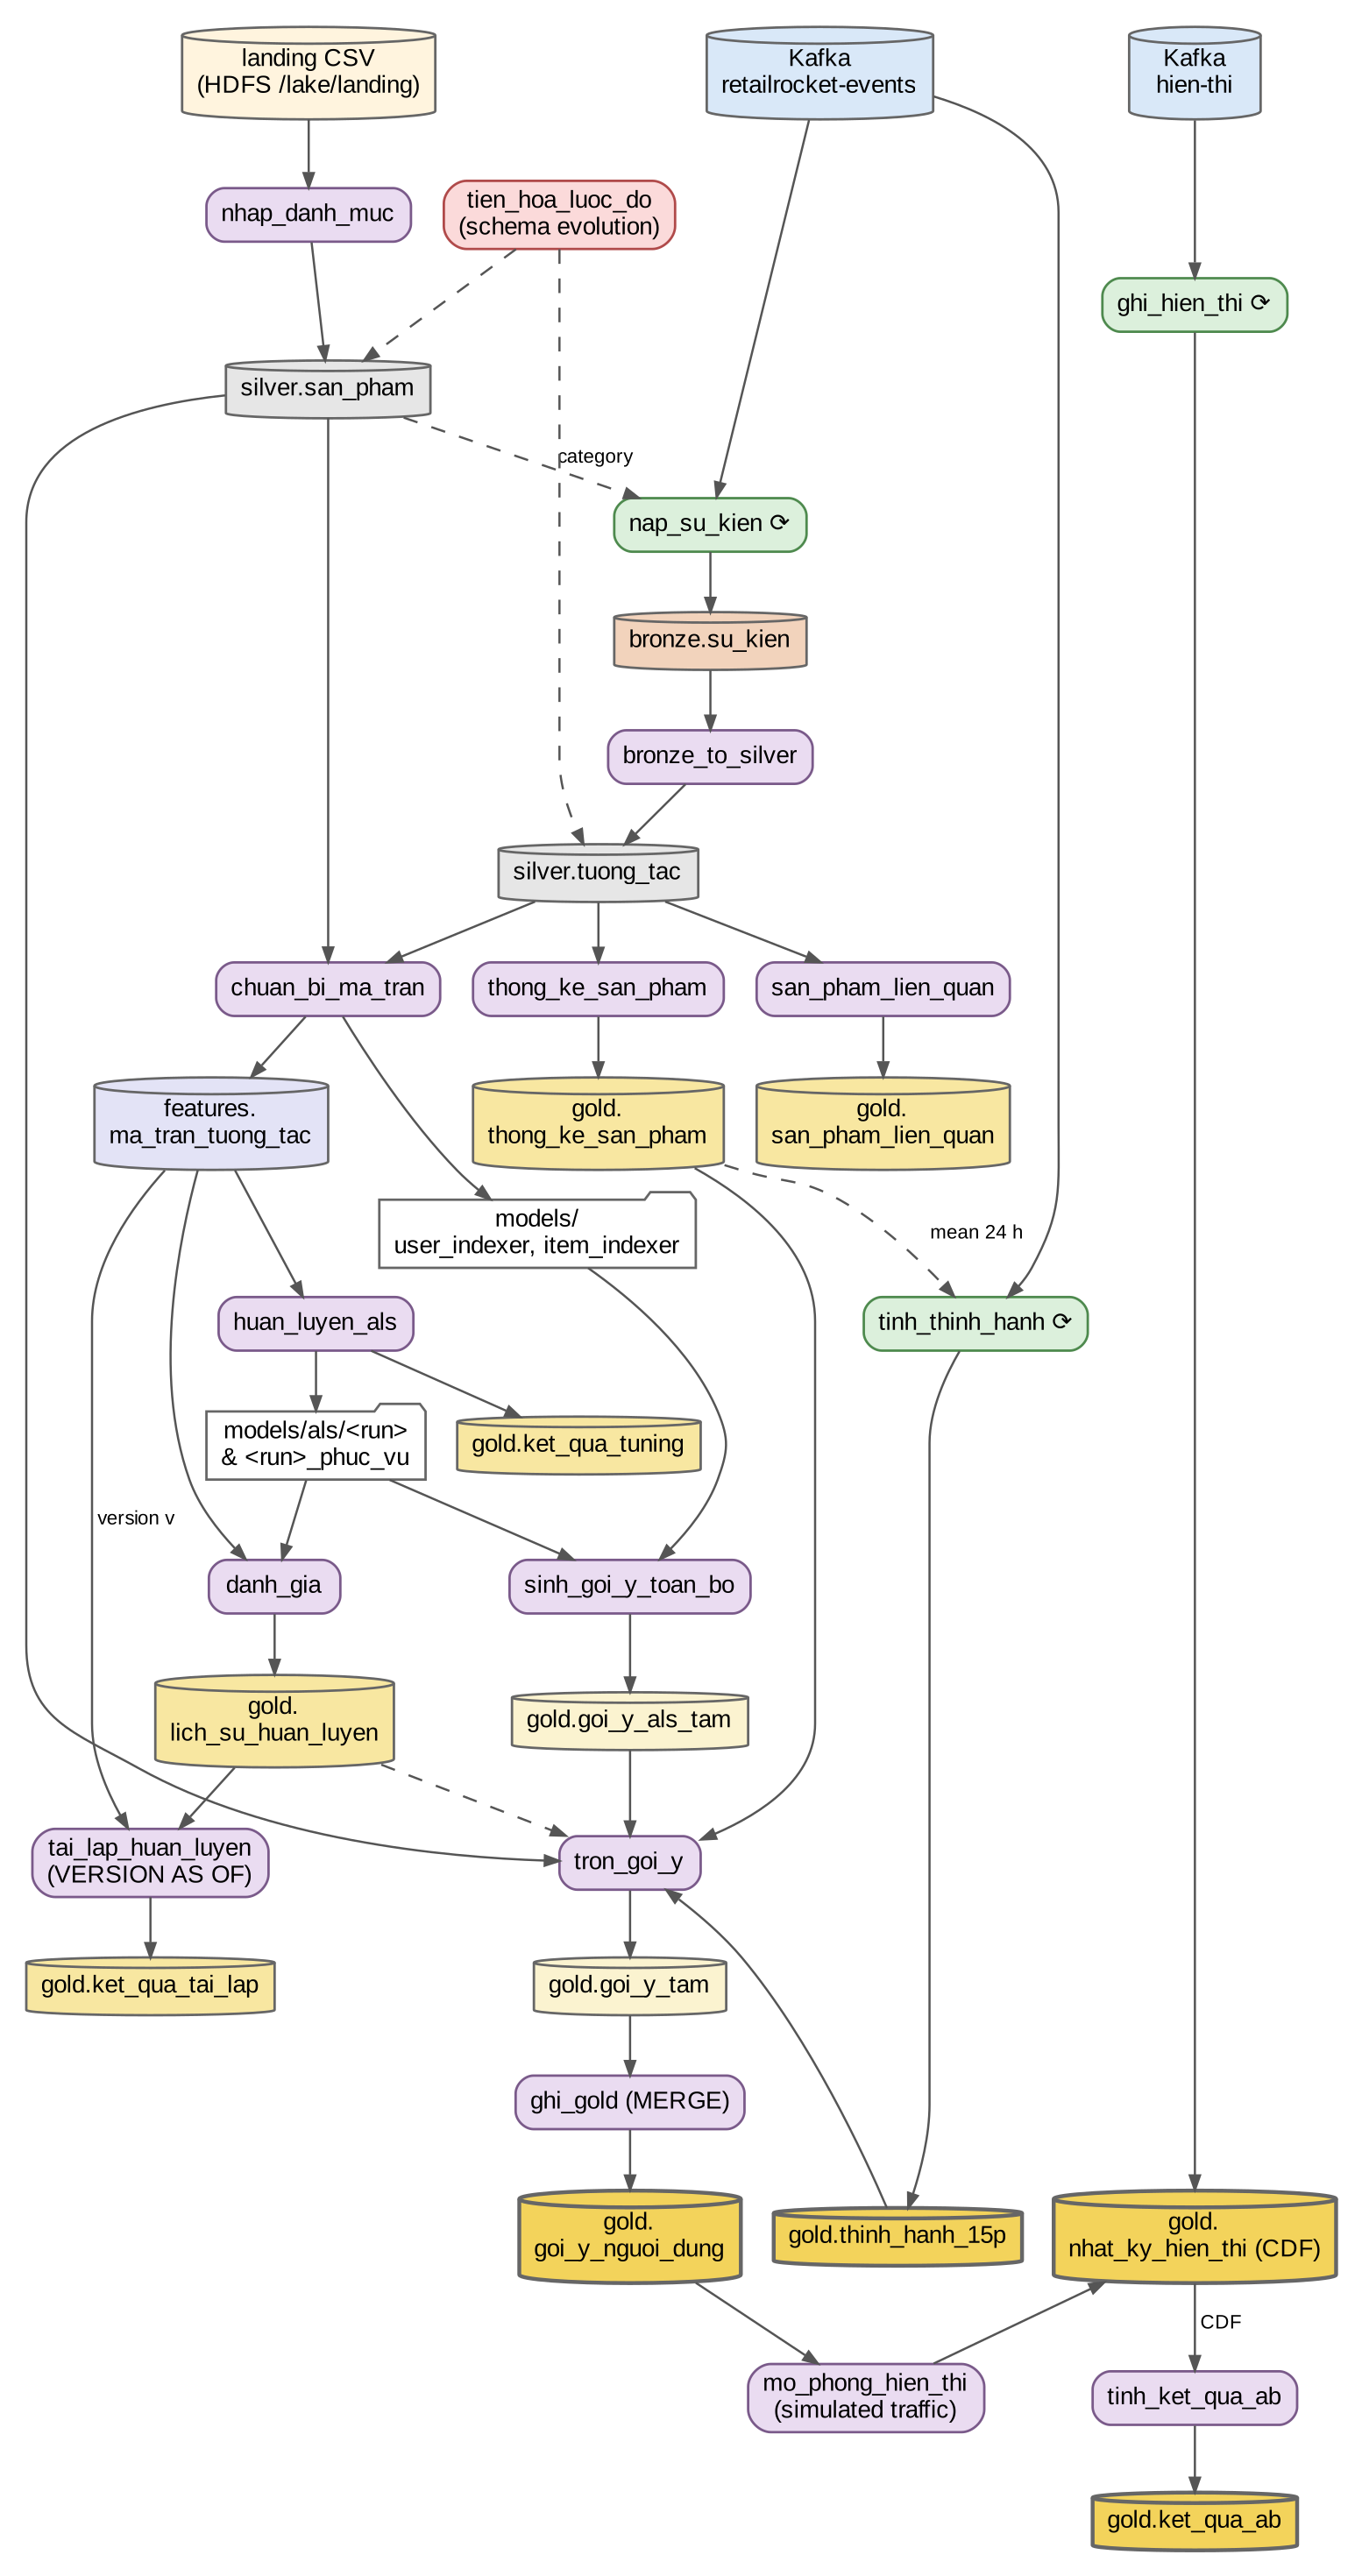 landing CSV
(HDFS /lake/landing)
Kafka
retailrocket-events
Kafka
hien-thi
nhap_danh_muc
tien_hoa_luoc_do
(schema evolution)
ghi_hien_thi ⟳
silver.san_pham
category
nap_su_kien ⟳
bronze.su_kien
bronze_to_silver
silver.tuong_tac
chuan_bi_ma_tran
thong_ke_san_pham
san_pham_lien_quan
features.
ma_tran_tuong_tac
gold.
thong_ke_san_pham
gold.
san_pham_lien_quan
models/
user_indexer, item_indexer
mean 24 h
huan_luyen_als
tinh_thinh_hanh ⟳
models/als/<run>
& <run>_phuc_vu
gold.ket_qua_tuning
version v
danh_gia
sinh_goi_y_toan_bo
gold.
lich_su_huan_luyen
gold.goi_y_als_tam
tai_lap_huan_luyen
(VERSION AS OF)
tron_goi_y
gold.ket_qua_tai_lap
gold.goi_y_tam
ghi_gold (MERGE)
gold.
goi_y_nguoi_dung
gold.thinh_hanh_15p
gold.
nhat_ky_hien_thi (CDF)
CDF
mo_phong_hien_thi
(simulated traffic)
tinh_ket_qua_ab
gold.ket_qua_ab